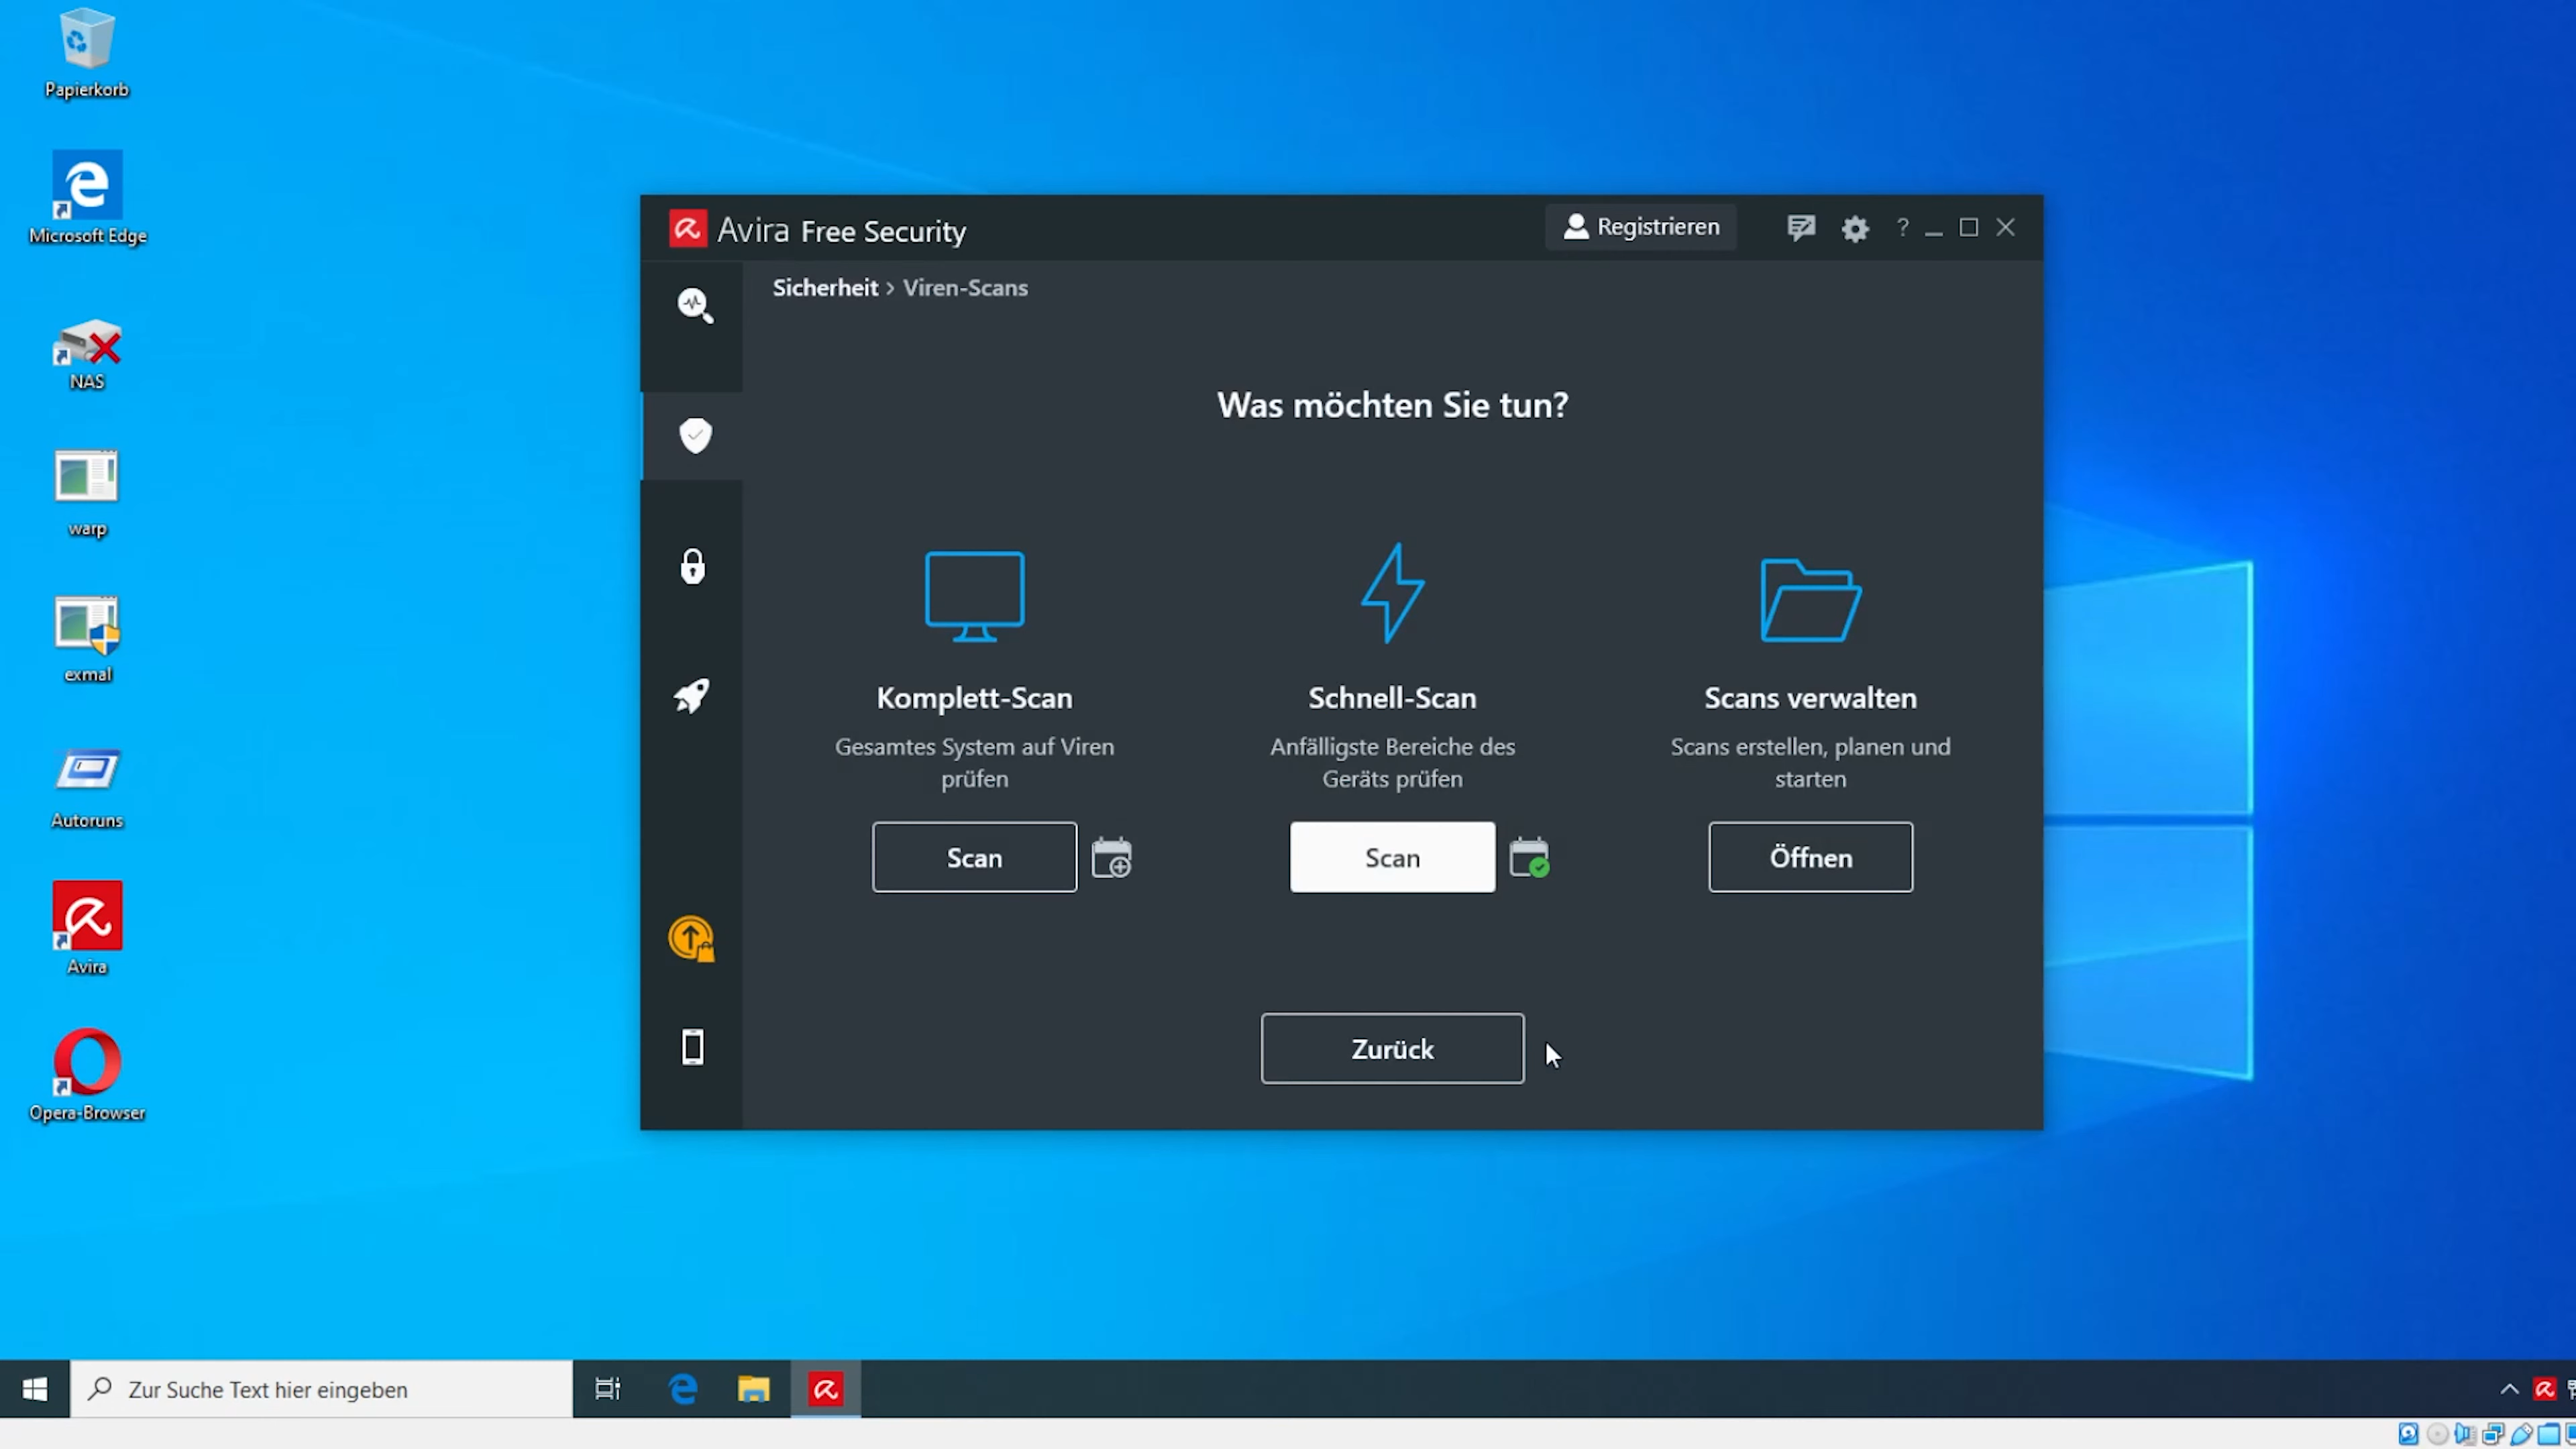 Papierkorb
Microsoft Edge
NAS
warp
exmal
Autoruns
Avira
Opera-Browser
Avira Free Security
Registrieren
?
Sicherheit › Viren-Scans
Was möchten Sie tun?
Komplett-Scan
Gesamtes System auf Viren
prüfen
Scan
Schnell-Scan
Anfälligste Bereiche des
Geräts prüfen
Scan
Scans verwalten
Scans erstellen, planen und
starten
Öffnen
Zurück
Zur Suche Text hier eingeben